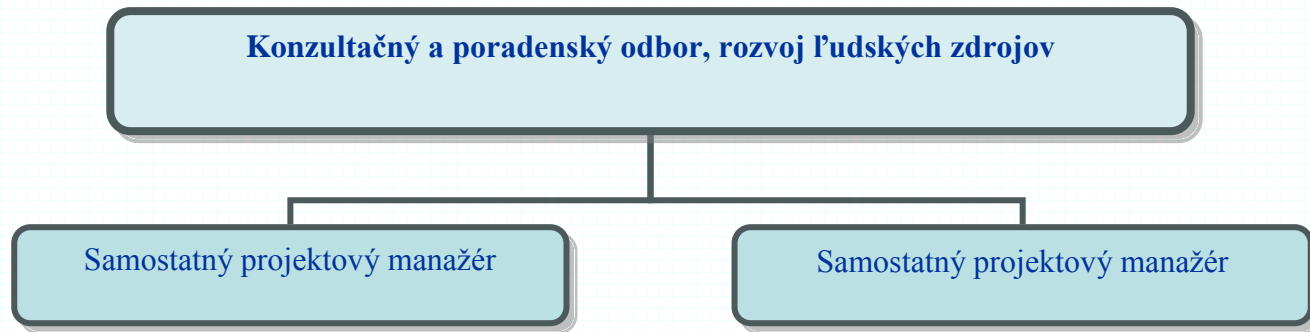 Konzultačný a poradenský odbor, rozvoj ľudských zdrojov
Samostatný projektový manažér
Samostatný projektový manažér